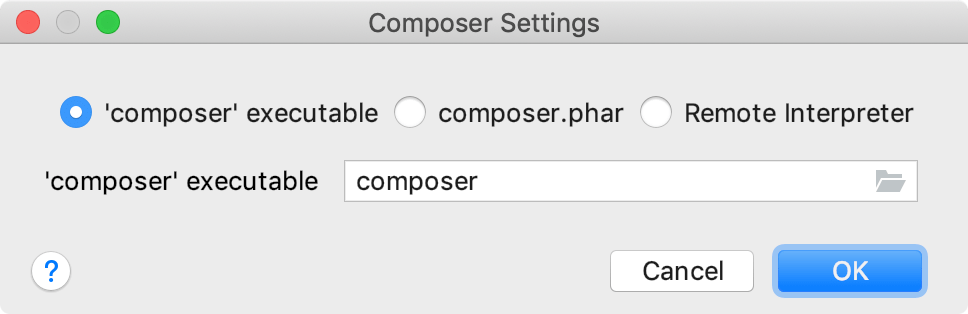 Composer Settings
'composer' executable composer.phar Remote Interpreter
'composer' executable composer
? Cancel OK